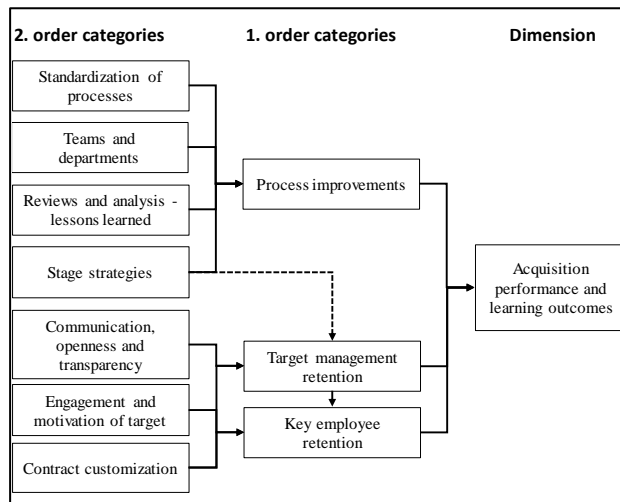 2. order categories
1. order categories
Dimension
Standardization of
processes
Teams and
departments
Reviews and analysis -
lessons learned
Stage strategies
Communication,
openness and
transparency
Engagement and
motivation of target
Contract customization
Process improvements
Target management
retention
Key employee
retention
Acquisition
performance and
learning outcomes